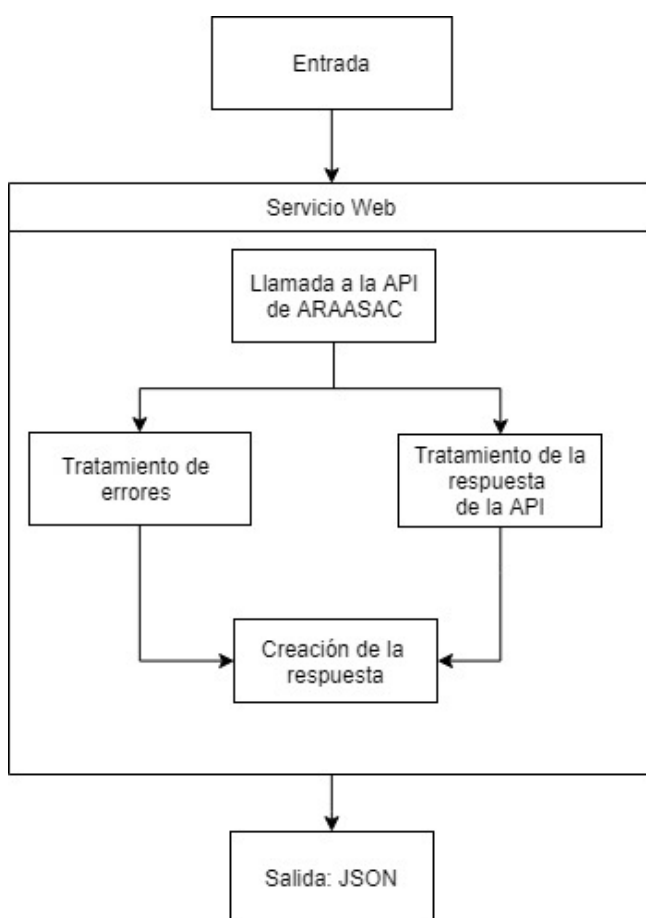 Entrada
Servicio Web
Llamada a la API
de ARAASAC
Tratamiento de
errores
Tratamiento de la
respuesta
de la API
Creación de la
respuesta
Salida: JSON